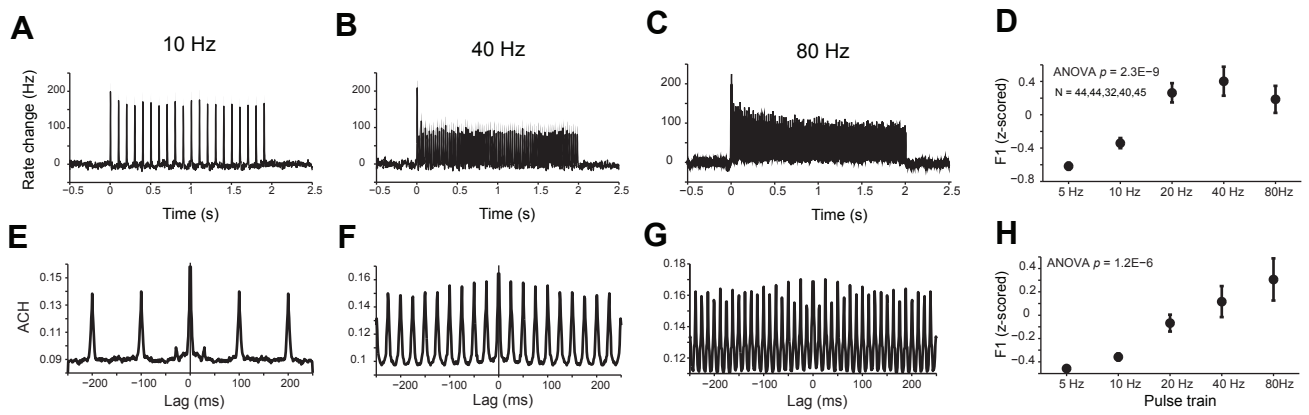 A
10 Hz
Rate change (Hz)
200
100
0
−0.5 0 0.5 1 1.5 2 2.5
Time (s)
B
40 Hz
200
100
0
−0.5 0 0.5 1 1.5 2 2.5
Time (s)
C
80 Hz
200
100
0
−0.5 0 0.5 1 1.5 2 2.5
Time (s)
D
ANOVA p = 2.3E−9
N = 44,44,32,40,45
F1 (z-scored)
0.4
0
−0.4
−0.8
5 Hz 10 Hz 20 Hz 40 Hz 80Hz
E
ACH
0.15
0.13
0.11
0.09
−200 −100 0 100 200
Lag (ms)
F
0.16
0.14
0.12
0.1
−200 −100 0 100 200
Lag (ms)
G
0.18
0.16
0.14
0.12
−200 −100 0 100 200
Lag (ms)
H
ANOVA p = 1.2E−6
F1 (z-scored)
0.4
0.2
0
−0.2
−0.4
5 Hz 10 Hz 20 Hz 40 Hz 80Hz
Pulse train